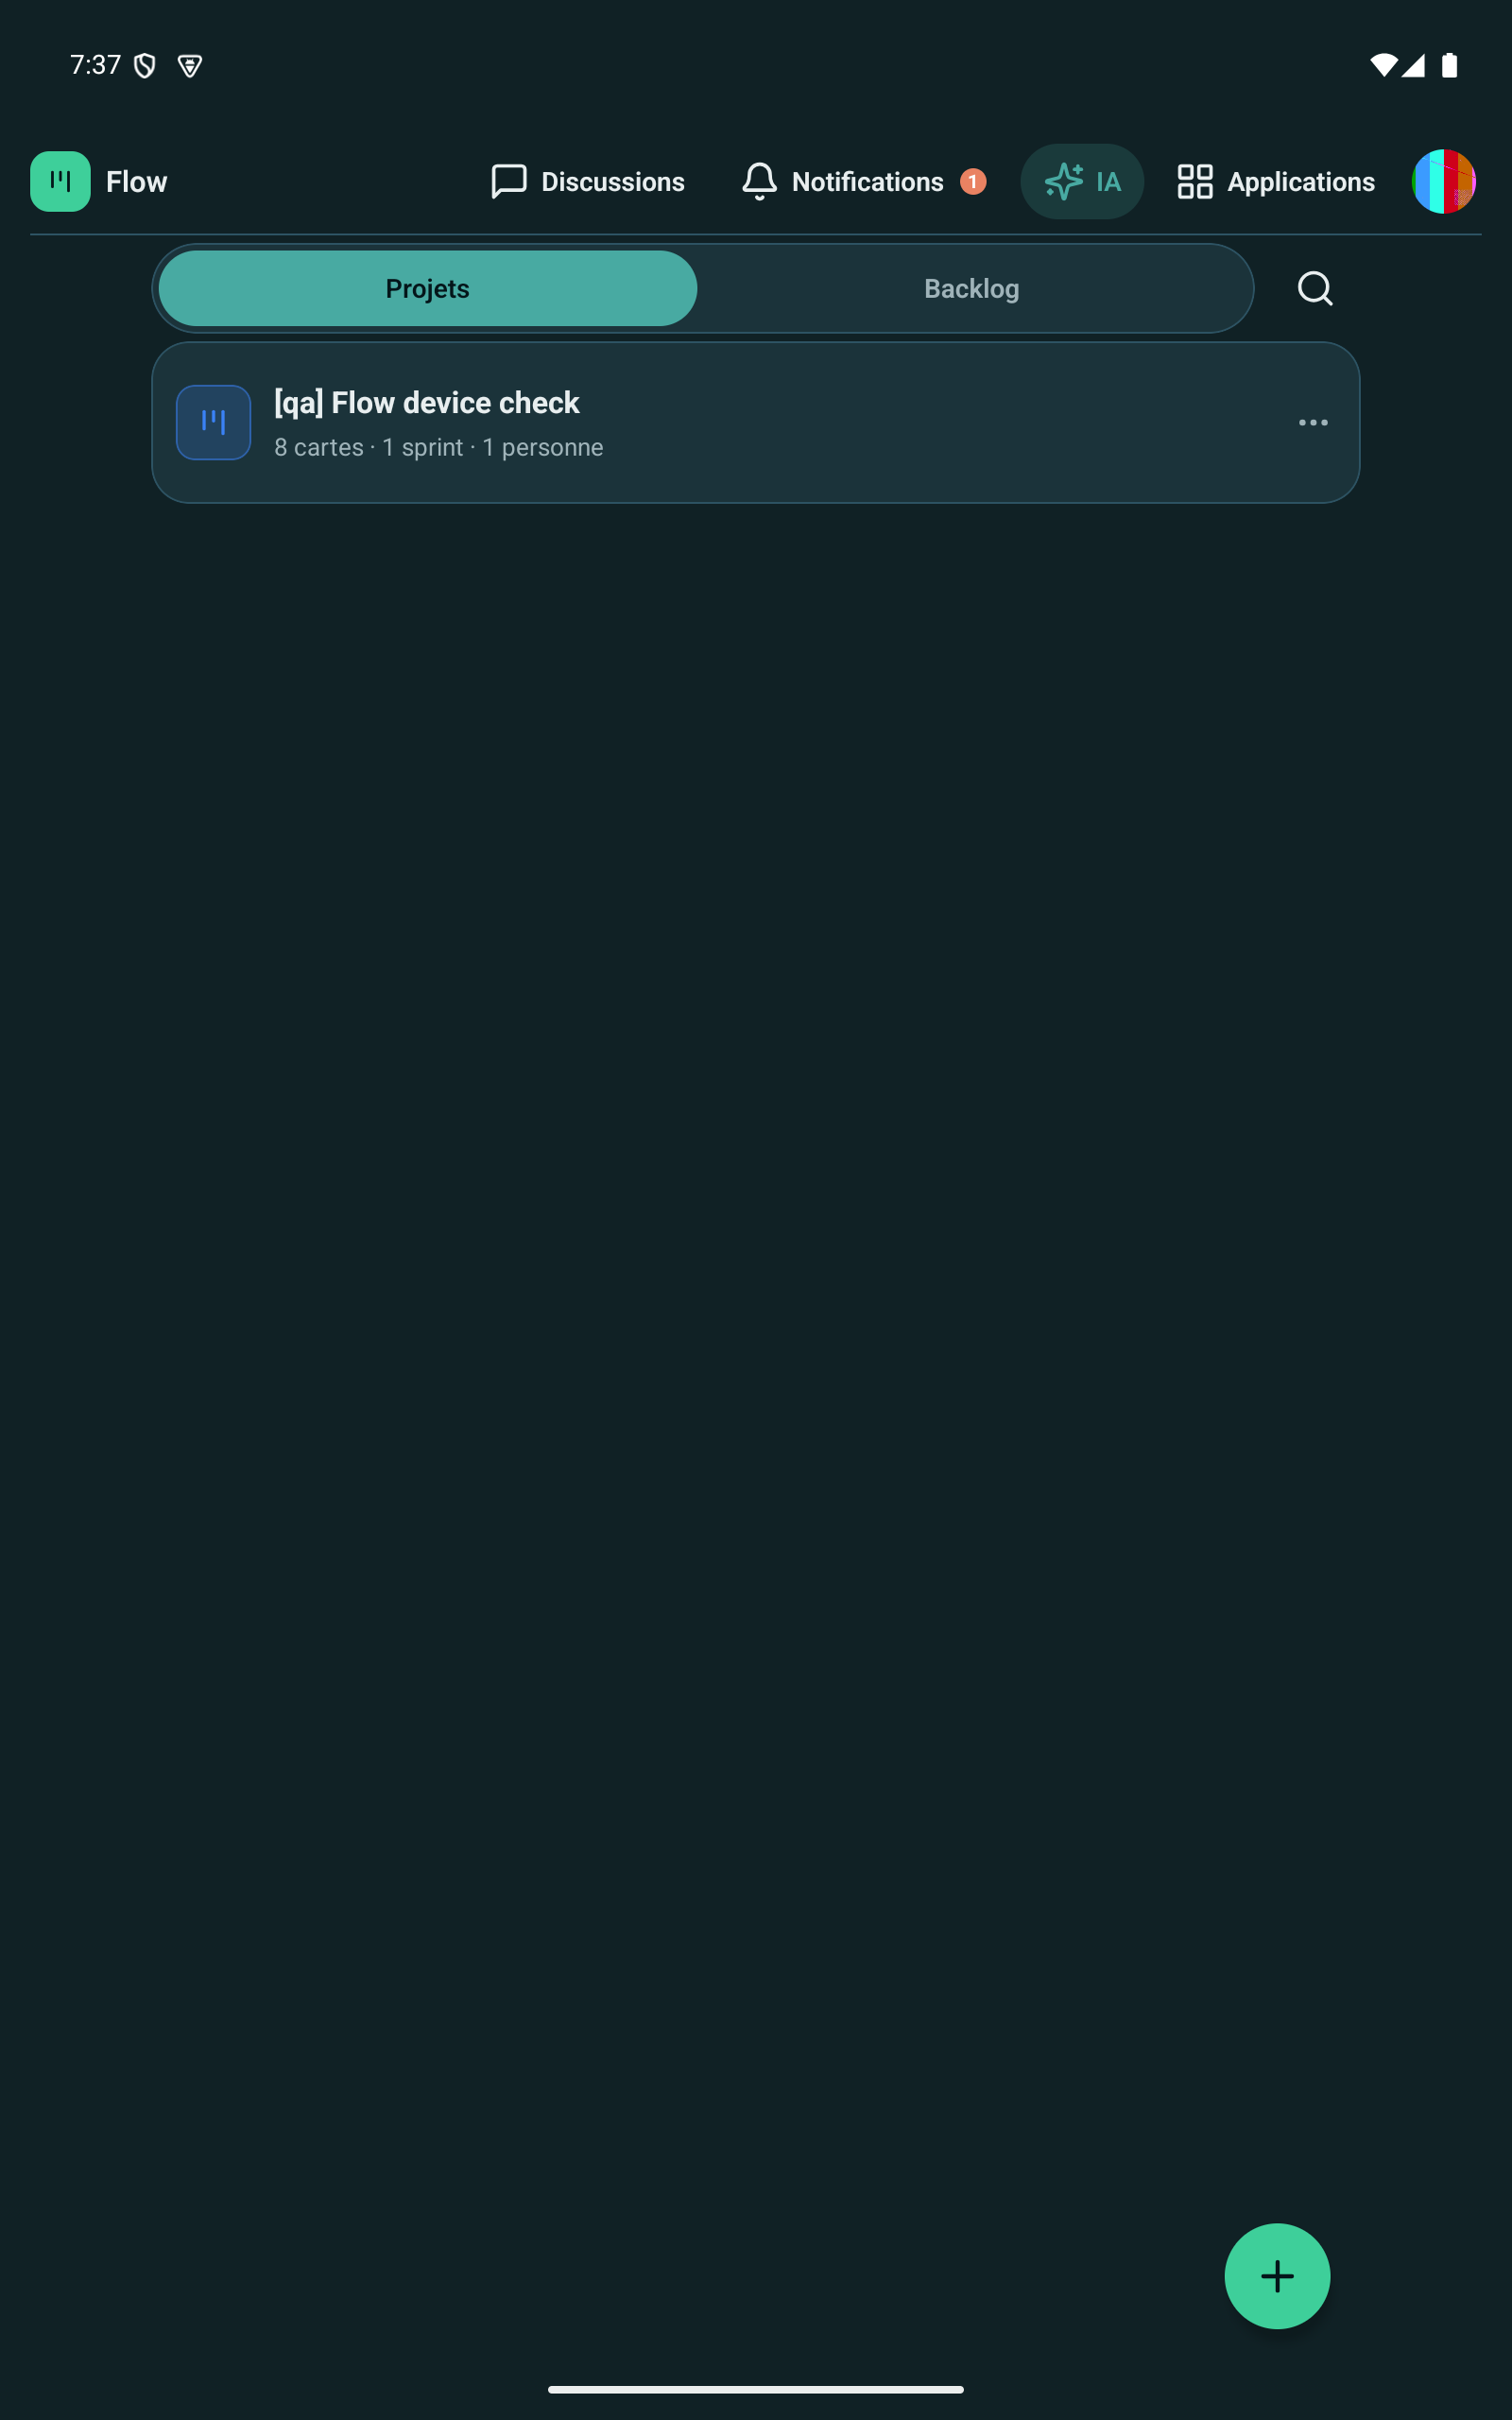 7:37
Flow
Discussions
Notifications 1
IA
Applications
Projets
Backlog
[qa] Flow device check
8 cartes · 1 sprint · 1 personne